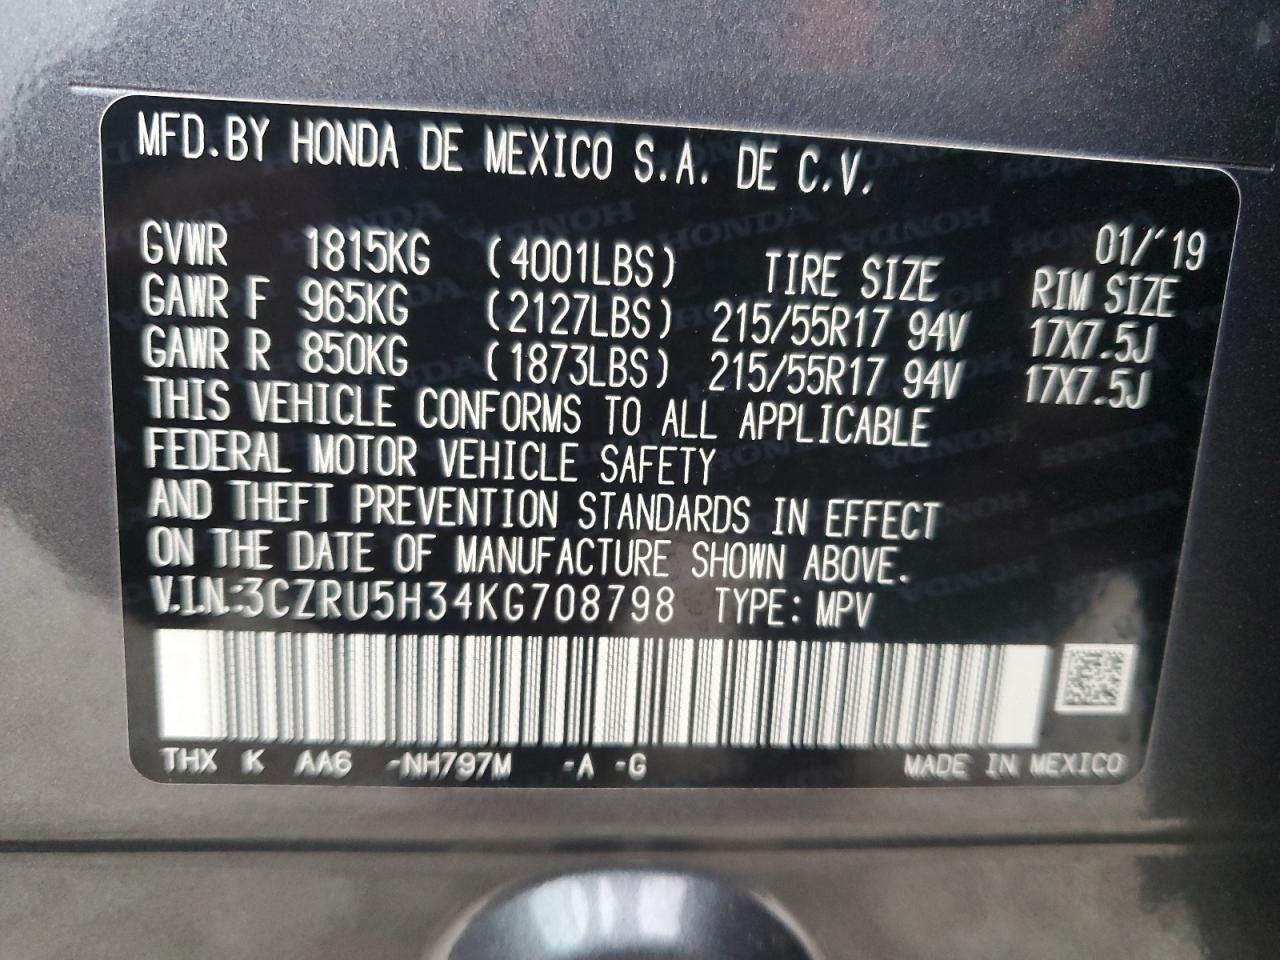 MFD.BY HONDA DE MEXICO S.A. DE C.V.
01/'19
GVWR 1815KG (4001LBS) TIRE SIZE RIM SIZE
GAWR F 965KG (2127LBS) 215/55R17 94V 17X7.5J
GAWR R 850KG (1873LBS) 215/55R17 94V 17X7.5J
THIS VEHICLE CONFORMS TO ALL APPLICABLE
FEDERAL MOTOR VEHICLE SAFETY
AND THEFT PREVENTION STANDARDS IN EFFECT
ON THE DATE OF MANUFACTURE SHOWN ABOVE.
V.I.N.:3CZRU5H34KG708798 TYPE: MPV
THX K AA6 -NH797M -A -G MADE IN MEXICO